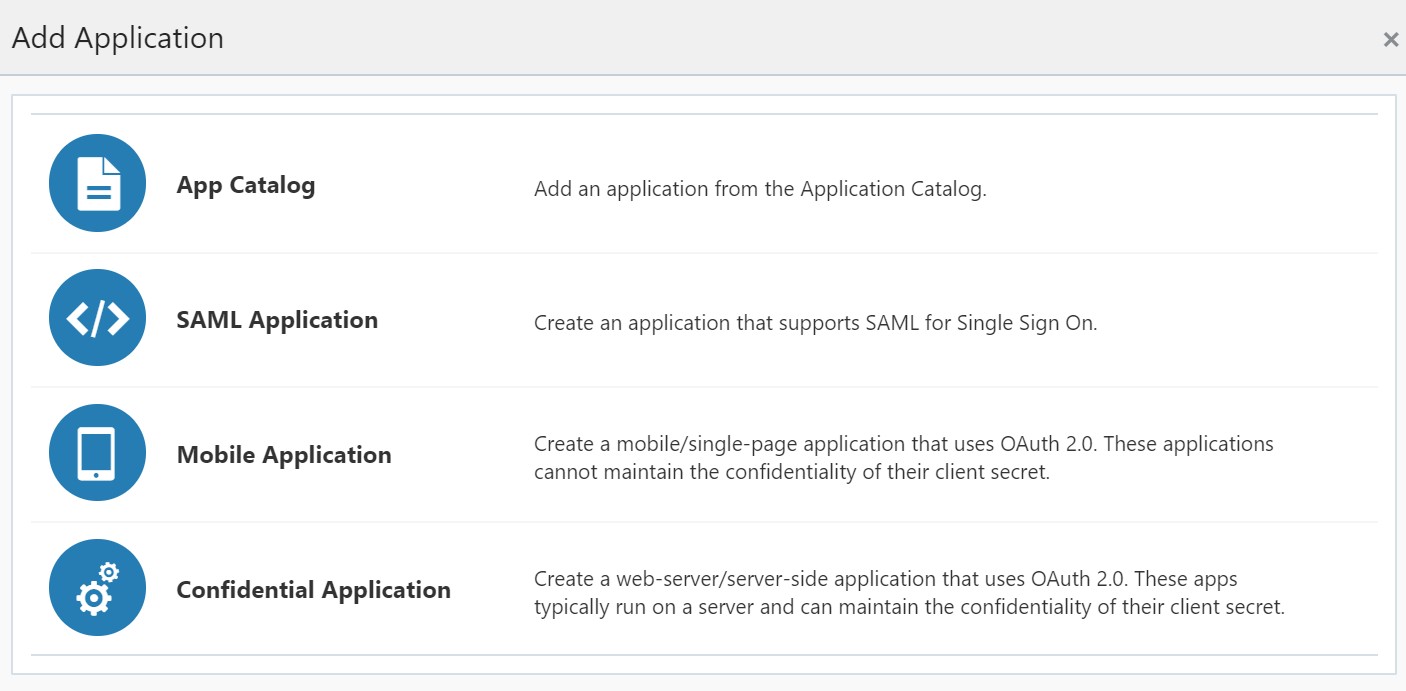 Add Application
App Catalog
Add an application from the Application Catalog.
SAML Application
Create an application that supports SAML for Single Sign On.
Mobile Application
Create a mobile/single-page application that uses OAuth 2.0. These applications
cannot maintain the confidentiality of their client secret.
Confidential Application
Create a web-server/server-side application that uses OAuth 2.0. These apps
typically run on a server and can maintain the confidentiality of their client secret.